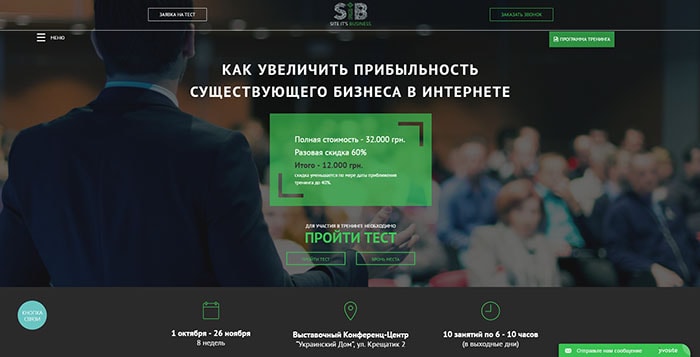 ЗАЯВКА НА ТЕСТ
SIB
SITE IT'S BUSINESS
ЗАКАЗАТЬ ЗВОНОК
МЕНЮ
ПРОГРАММА ТРЕНИНГА
КАК УВЕЛИЧИТЬ ПРИБЫЛЬНОСТЬ
СУЩЕСТВУЮЩЕГО БИЗНЕСА В ИНТЕРНЕТЕ
Полная стоимость - 32.000 грн.
Разовая скидка 60%
Итого - 12.000 грн.
скидка уменьшается по мере даты приближения
тренинга до 40%.
ДЛЯ УЧАСТИЯ В ТРЕНИНГЕ НЕОБХОДИМО
ПРОЙТИ ТЕСТ
ПРОЙТИ ТЕСТ
БРОНЬ МЕСТА
КНОПКА
СВЯЗИ
1 октября - 26 ноября
8 недель
Выставочный Конференц-Центр
"Украинский Дом", ул. Крещатик 2
10 занятий по 6 - 10 часов
(в выходные дни)
Отправьте нам сообщение